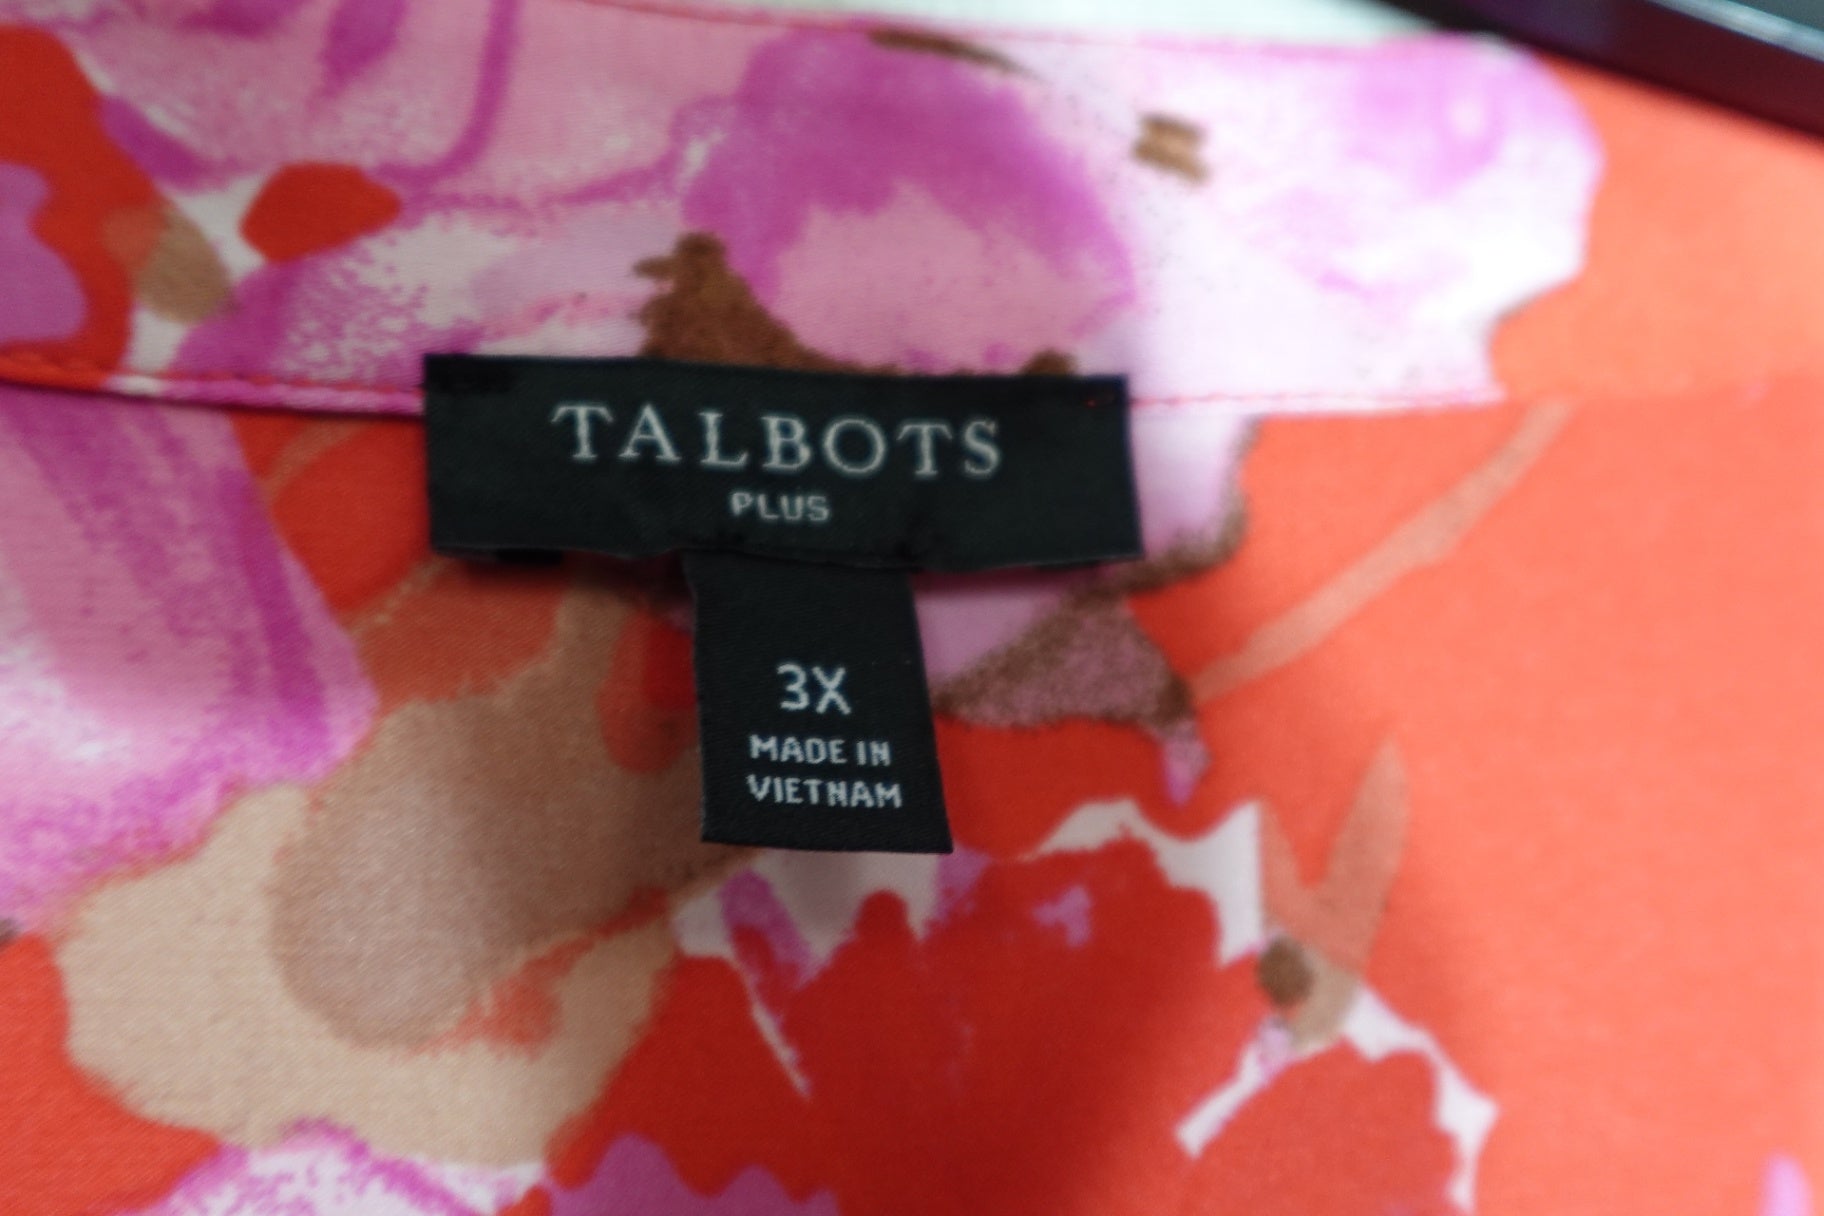 TALBOTS
PLUS
3X
MADE IN
VIETNAM